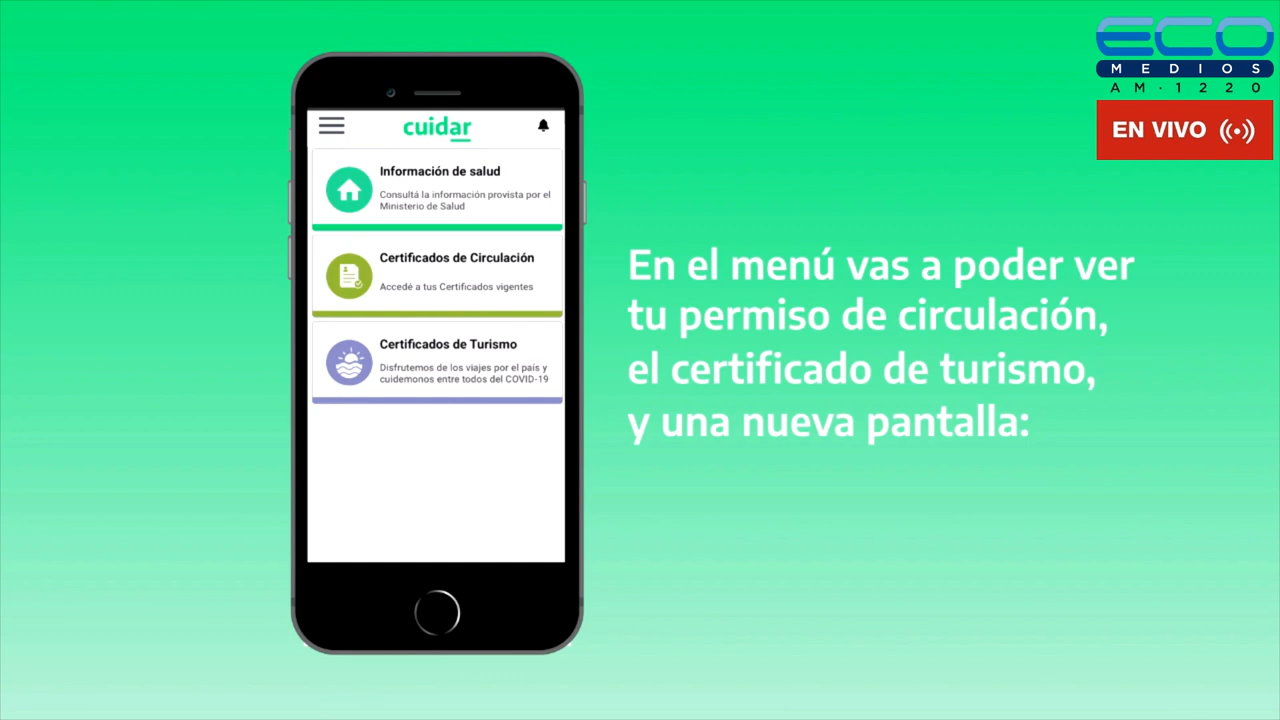 ECO
MEDIOS
AM·1220
EN VIVO
cuidar
Información de salud
Consultá la información provista por el
Ministerio de Salud
Certificados de Circulación
Accedé a tus Certificados vigentes
Certificados de Turismo
Disfrutemos de los viajes por el país y
cuidemonos entre todos del COVID-19
En el menú vas a poder ver
tu permiso de circulación,
el certificado de turismo,
y una nueva pantalla: